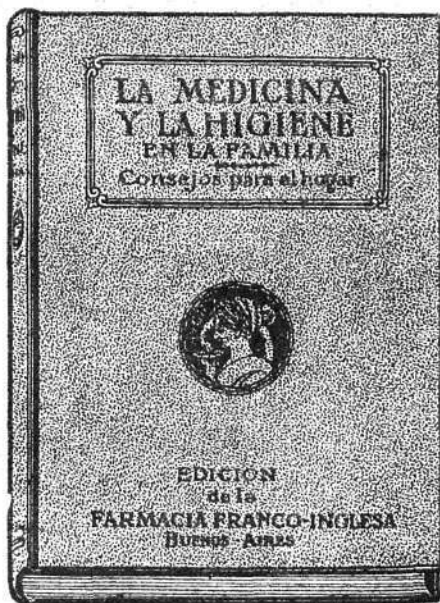 LA MEDICINA
Y LA HIGIENE
EN LA FAMILIA
Consejos para el hogar
EDICION
de la
FARMACIA FRANCO-INGLESA
BUENOS AIRES